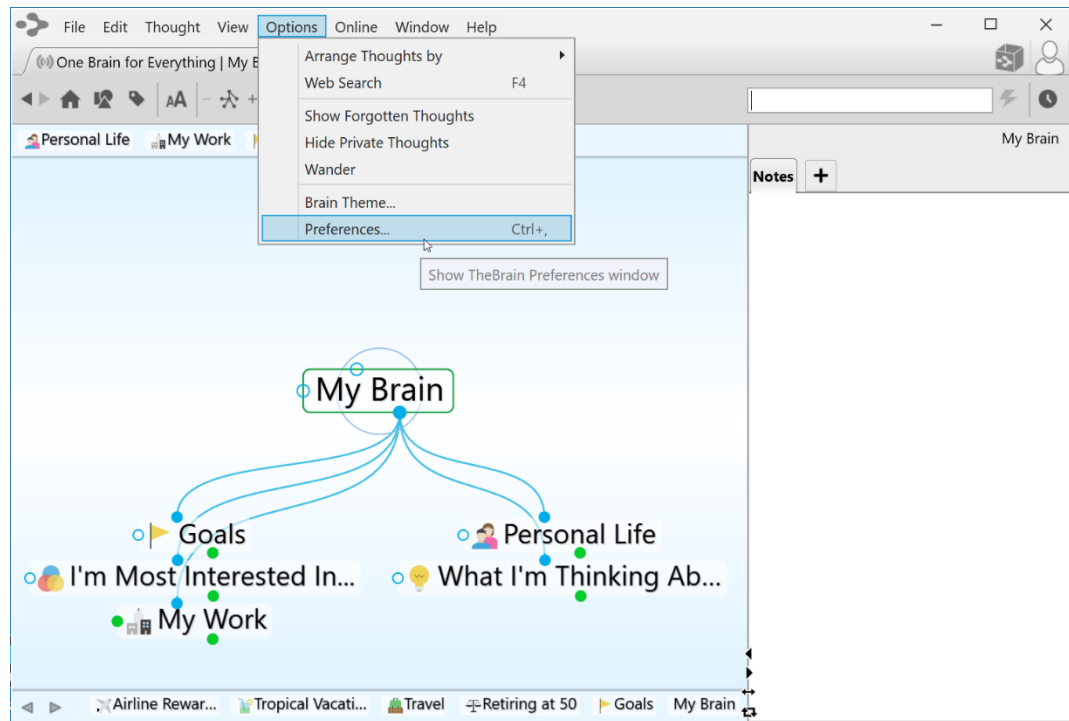 File Edit Thought View Options Online Window Help
One Brain for Everything | My B
Arrange Thoughts by
Web Search F4
Show Forgotten Thoughts
Hide Private Thoughts
Wander
Brain Theme...
Preferences... Ctrl+,
Show TheBrain Preferences window
AA
Personal Life My Work
My Brain
Notes
My Brain
Goals
Personal Life
I'm Most Interested In...
What I'm Thinking Ab...
My Work
Airline Rewar... Tropical Vacati... Travel Retiring at 50 Goals My Brain